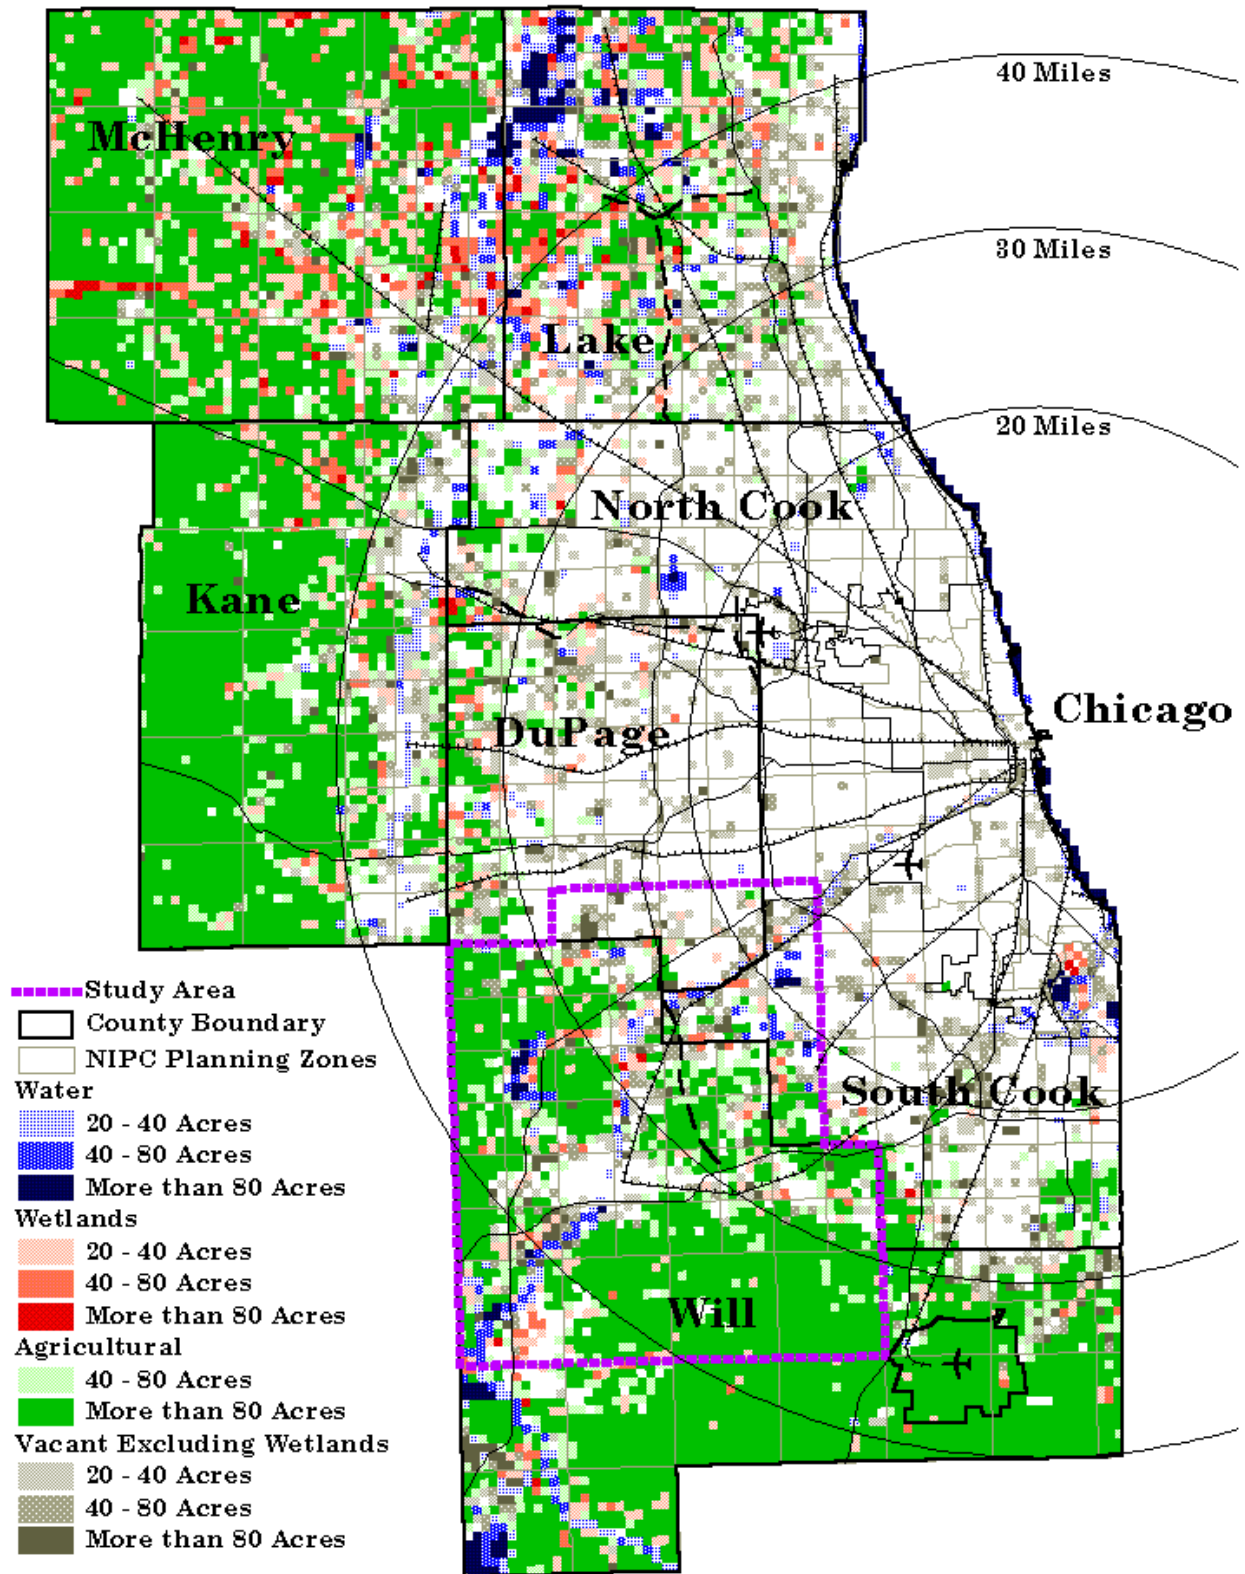 40 Miles
McHenry
30 Miles
Lake
20 Miles
North Cook
Kane
Chicago
DuPage
South Cook
Will
Study Area
County Boundary
NIPC Planning Zones
Water
20 - 40 Acres
40 - 80 Acres
More than 80 Acres
Wetlands
20 - 40 Acres
40 - 80 Acres
More than 80 Acres
Agricultural
40 - 80 Acres
More than 80 Acres
Vacant Excluding Wetlands
20 - 40 Acres
40 - 80 Acres
More than 80 Acres